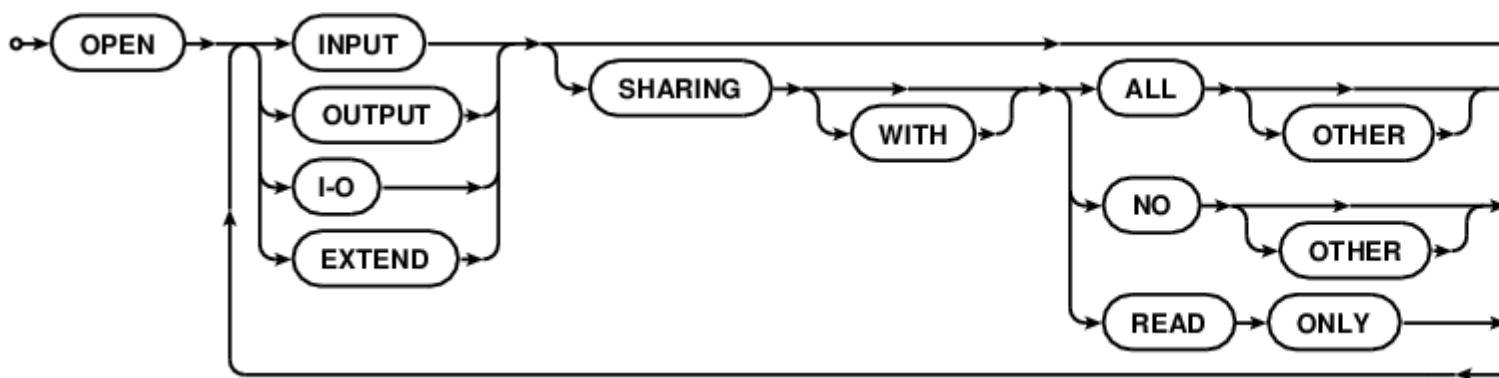 OPEN INPUT
SHARING ALL
OUTPUT WITH OTHER
I-O NO
EXTEND OTHER
READ ONLY